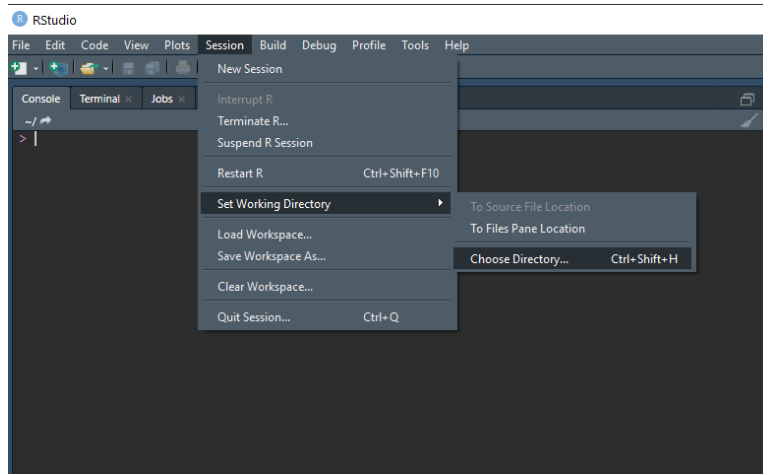 R RStudio
File Edit Code View Plots Session Build Debug Profile Tools Help
New Session
Console Terminal × Jobs ×
Interrupt R
~/
Terminate R...
> 
Suspend R Session
Restart R Ctrl+Shift+F10
Set Working Directory
To Source File Location
To Files Pane Location
Load Workspace...
Save Workspace As...
Choose Directory... Ctrl+Shift+H
Clear Workspace...
Quit Session... Ctrl+Q